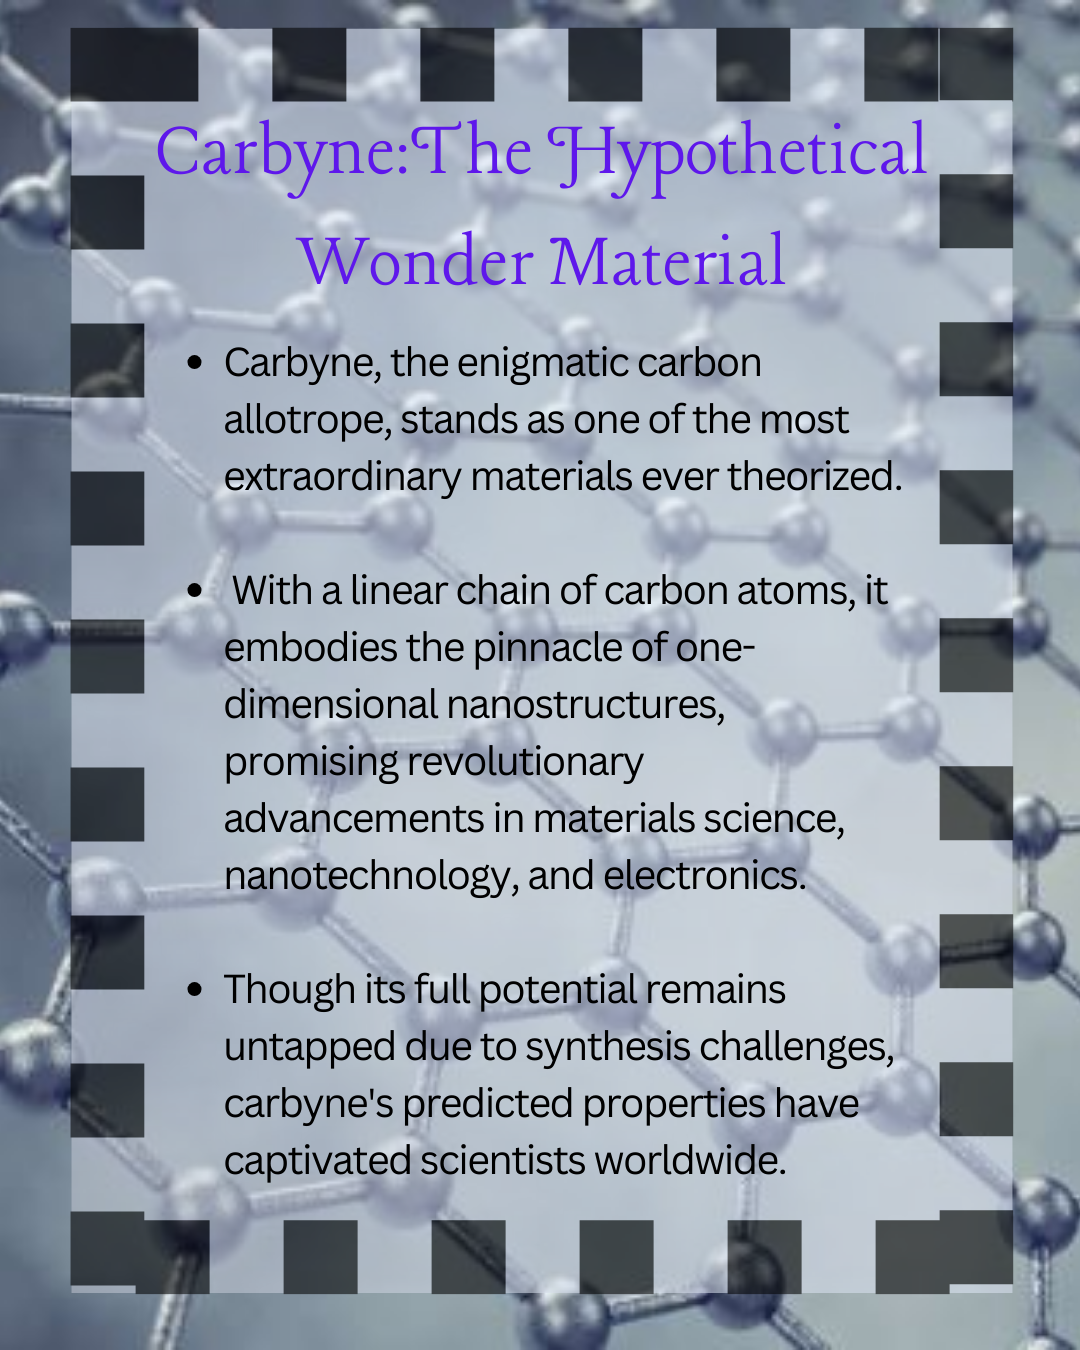 Carbyne:The Hypothetical
Wonder Material
• Carbyne, the enigmatic carbon
allotrope, stands as one of the most
extraordinary materials ever theorized.
• With a linear chain of carbon atoms, it
embodies the pinnacle of one-
dimensional nanostructures,
promising revolutionary
advancements in materials science,
nanotechnology, and electronics.
• Though its full potential remains
untapped due to synthesis challenges,
carbyne's predicted properties have
captivated scientists worldwide.